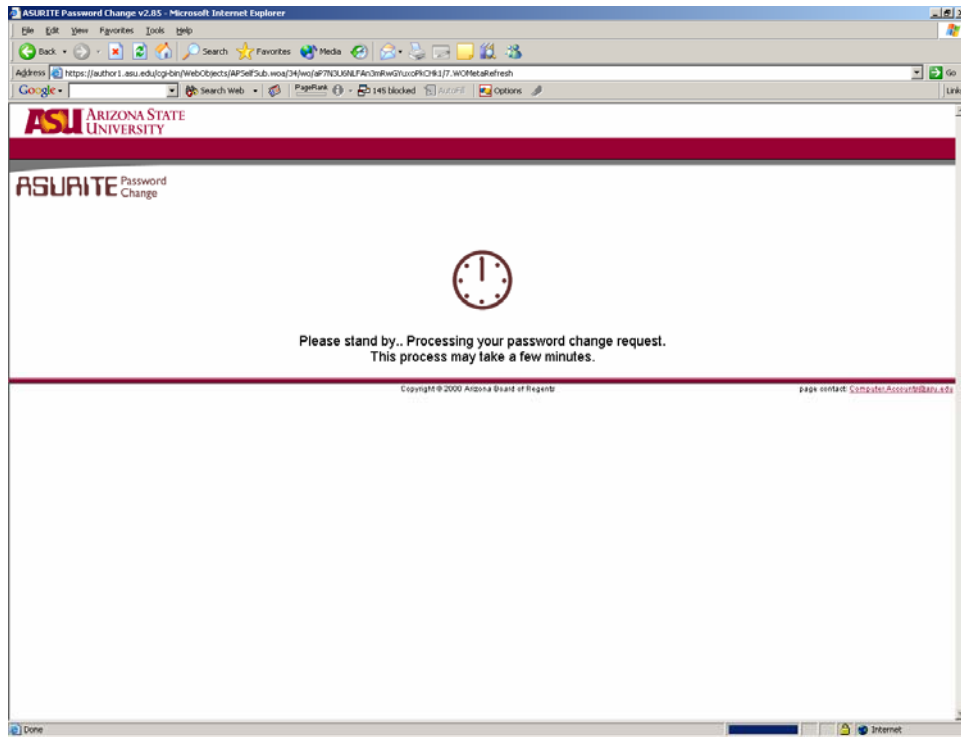 ASURITE Password Change v2.85 - Microsoft Internet Explorer
File Edit View Favorites Tools Help
Back Search Favorites Media
Address https://author1.asu.edu/cgi-bin/WebObjects/APSelfSub.woa/34/wo/ Go
Google Search Web PageRank 145 blocked AutoFill Options Links
ASU ARIZONA STATE
UNIVERSITY
ASURITE Password
Change
Please stand by.. Processing your password change request.
This process may take a few minutes.
Copyright © 2000 Arizona Board of Regents page contact: Computer.Accounts@asu.edu
Done Internet